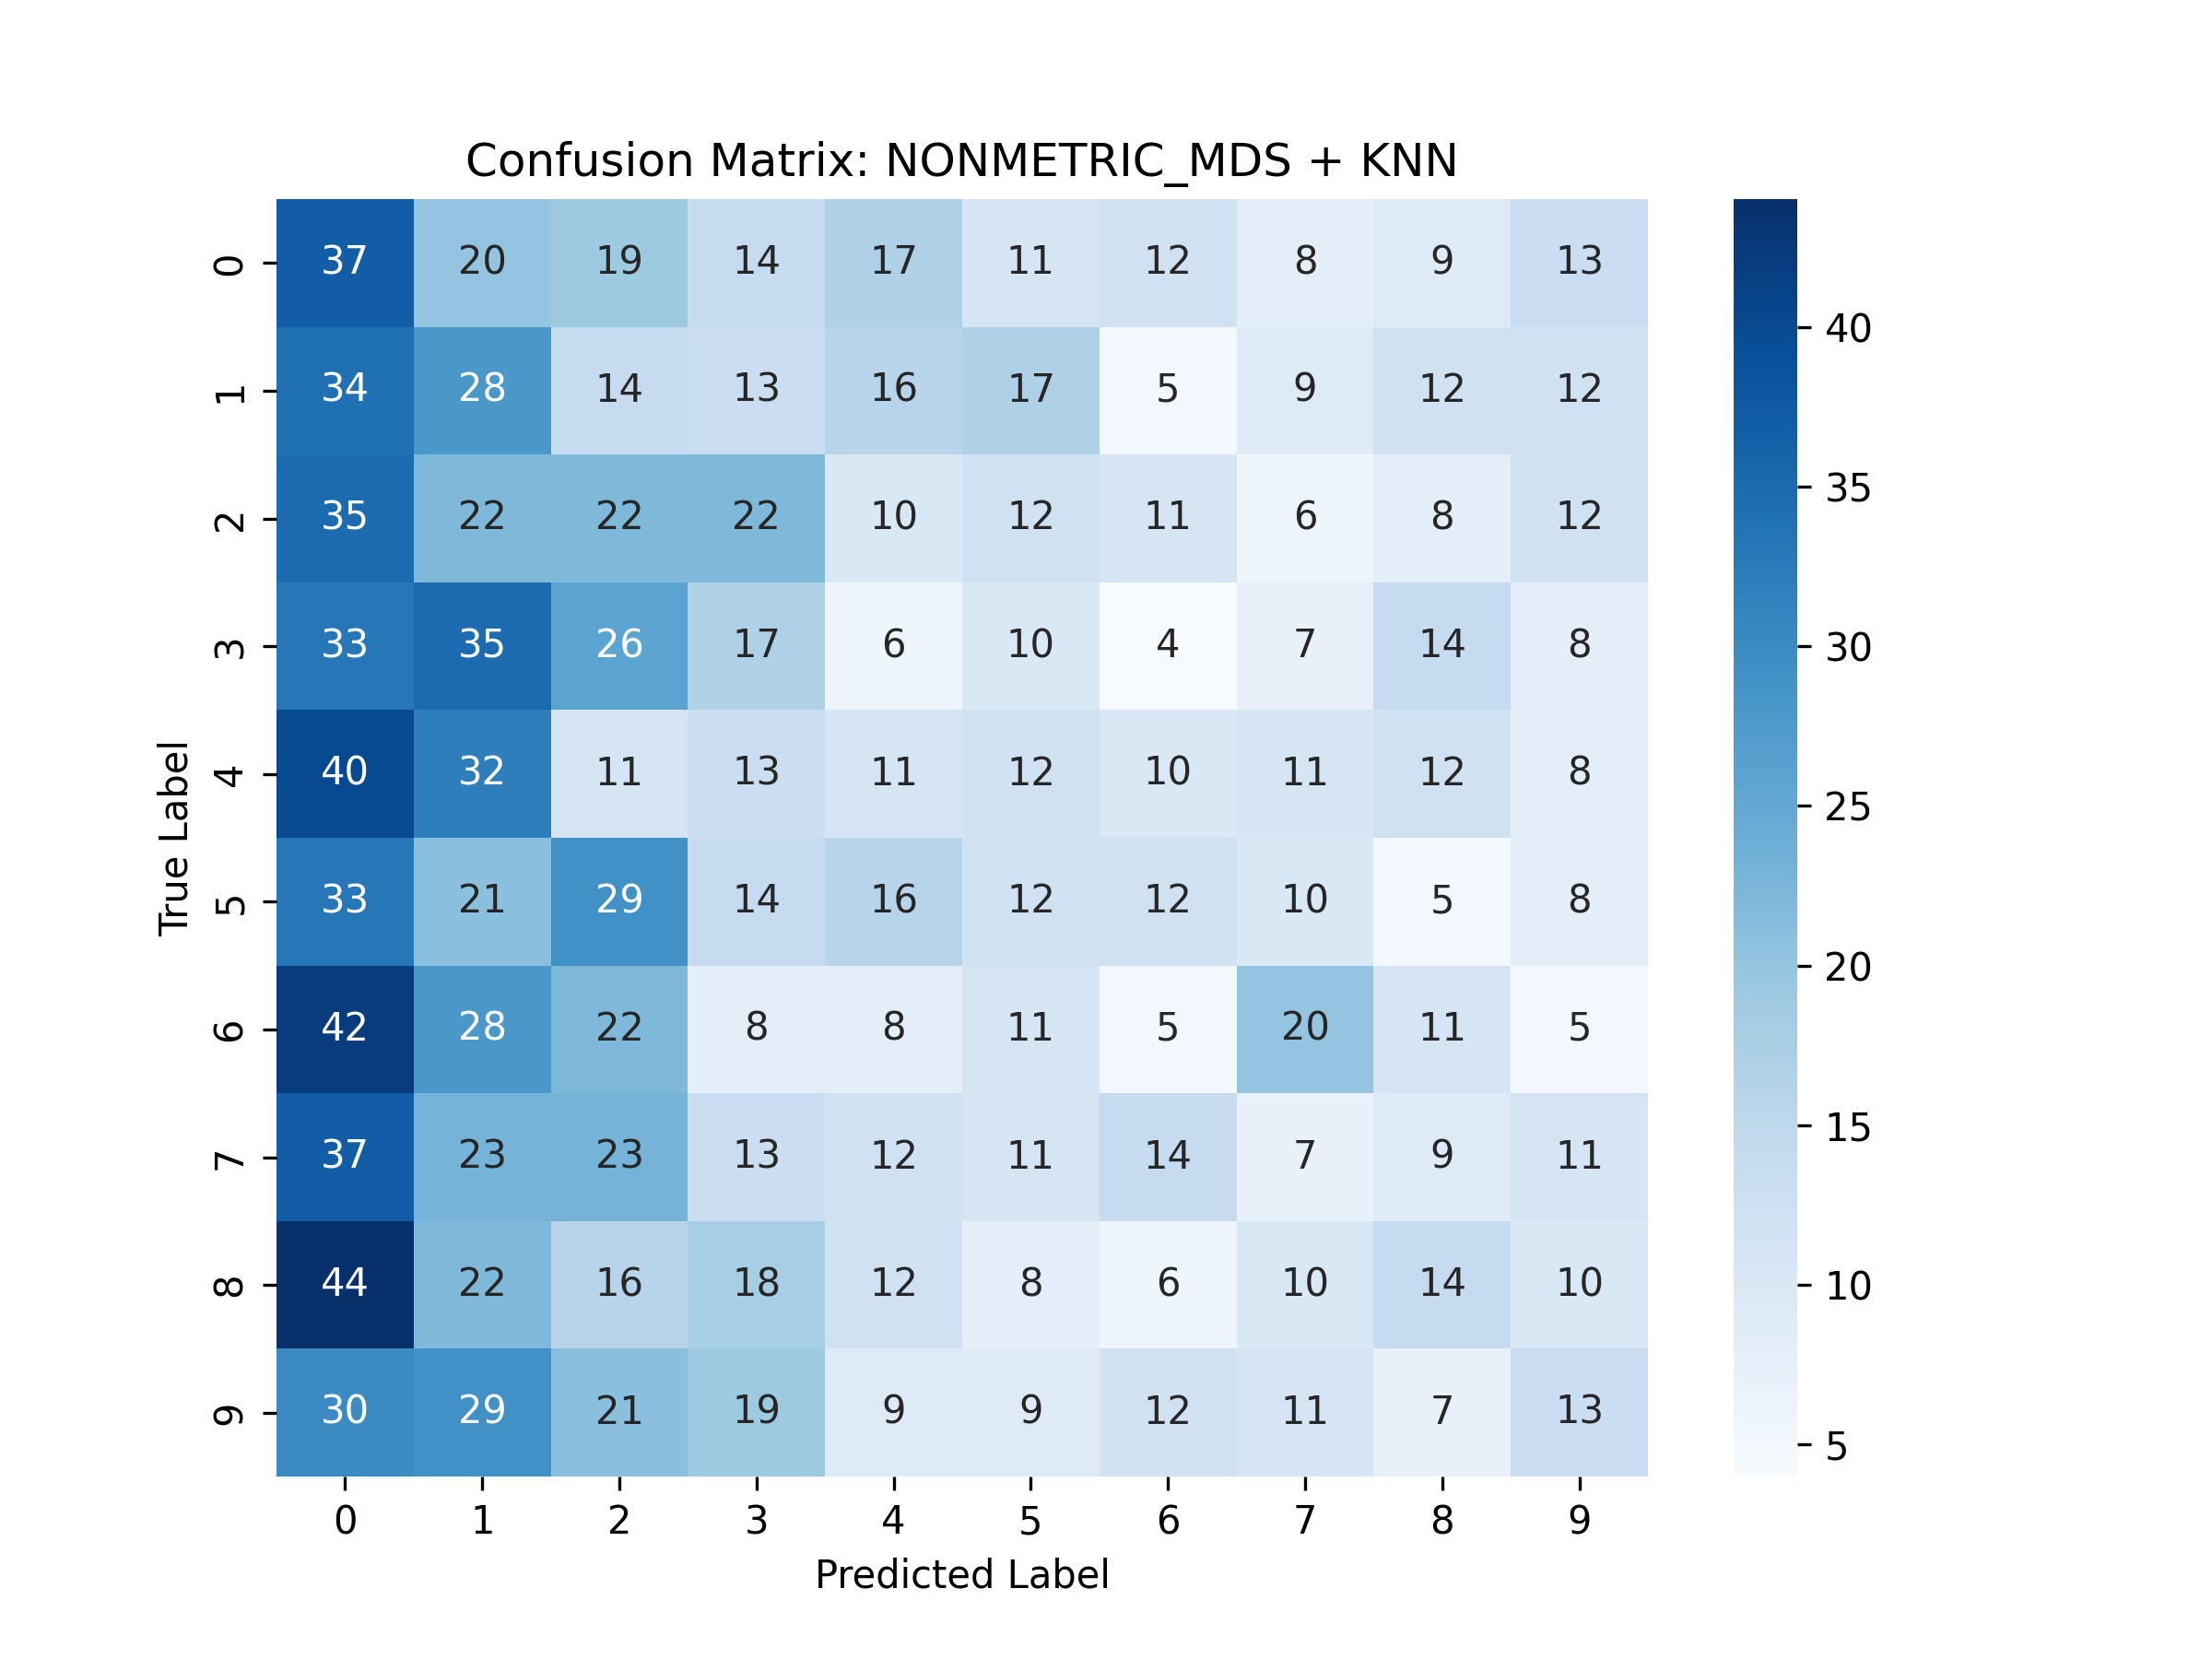 Confusion Matrix: NONMETRIC_MDS + KNN
0 37 20 19 14 17 11 12 8 9 13
1 34 28 14 13 16 17 5 9 12 12
2 35 22 22 22 10 12 11 6 8 12
3 33 35 26 17 6 10 4 7 14 8
4 40 32 11 13 11 12 10 11 12 8
5 33 21 29 14 16 12 12 10 5 8
6 42 28 22 8 8 11 5 20 11 5
7 37 23 23 13 12 11 14 7 9 11
8 44 22 16 18 12 8 6 10 14 10
9 30 29 21 19 9 9 12 11 7 13
0 1 2 3 4 5 6 7 8 9
Predicted Label
True Label
40
35
30
25
20
15
10
5